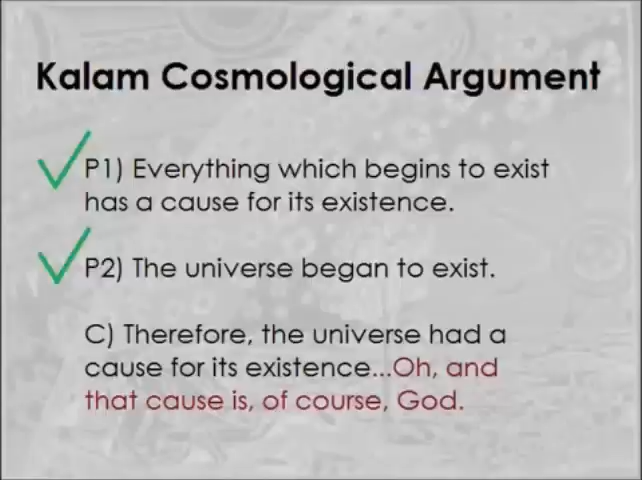 Kalam Cosmological Argument
P1) Everything which begins to exist
has a cause for its existence.
P2) The universe began to exist.
C) Therefore, the universe had a
cause for its existence...Oh, and
that cause is, of course, God.